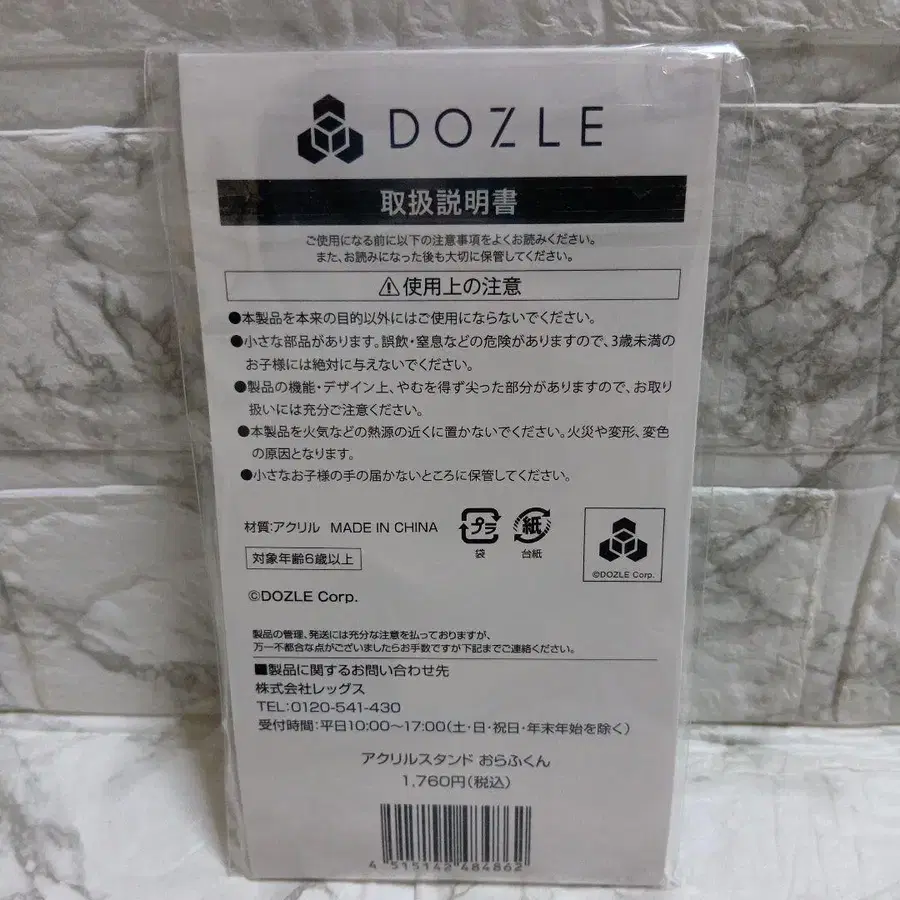 DOZLE
取扱説明書
ご使用になる前に以下の注意事項をよくお読みください。
また、お読みになった後も大切に保管してください。
⚠使用上の注意
●本製品を本来の目的以外にはご使用にならないでください。
●小さな部品があります。誤飲・窒息などの危険がありますので、3歳未満の
お子様には絶対に与えないでください。
●製品の機能・デザイン上、やむを得ず尖った部分がありますので、お取り
扱いには充分ご注意ください。
●本製品を火気などの熱源の近くに置かないでください。火災や変形、変色
の原因となります。
●小さなお子様の手の届かないところに保管してください。
材質:アクリル MADE IN CHINA
プラ
袋
紙
台紙
©DOZLE Corp.
対象年齢6歳以上
©DOZLE Corp.
製品の管理、発送には充分な注意を払っておりますが、
万一不都合な点がございましたらお手数ですが下記までご連絡ください。
■製品に関するお問い合わせ先
株式会社レッグス
TEL:0120-541-430
受付時間:平日10:00〜17:00(土・日・祝日・年末年始を除く)
アクリルスタンド おらふくん
1,760円(税込)
4 515142 484862